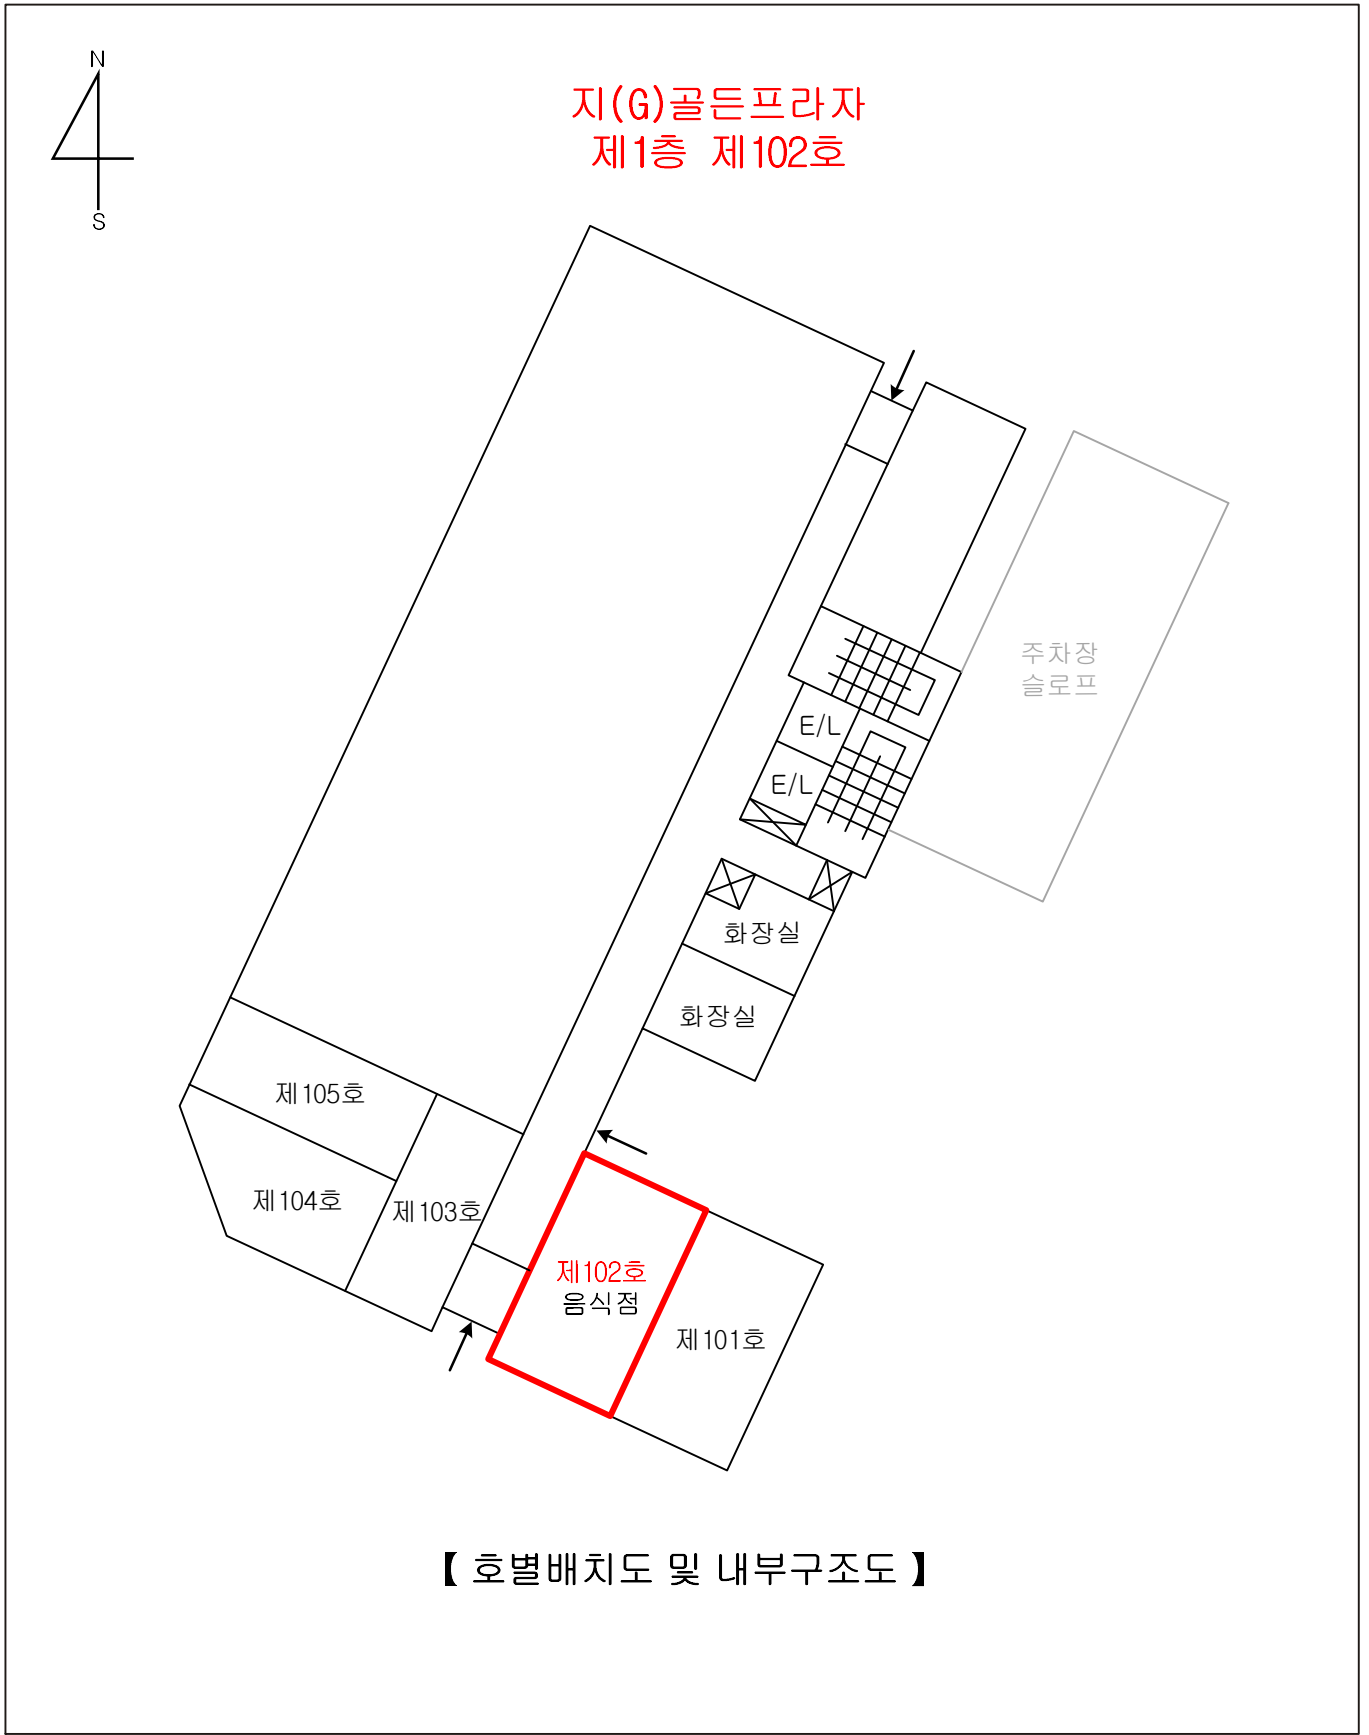 N
S
지(G)골든프라자
제1층 제102호
주차장
슬로프
E/L
E/L
화장실
화장실
제105호
제104호
제103호
제102호
음식점
제101호
【 호별배치도 및 내부구조도 】